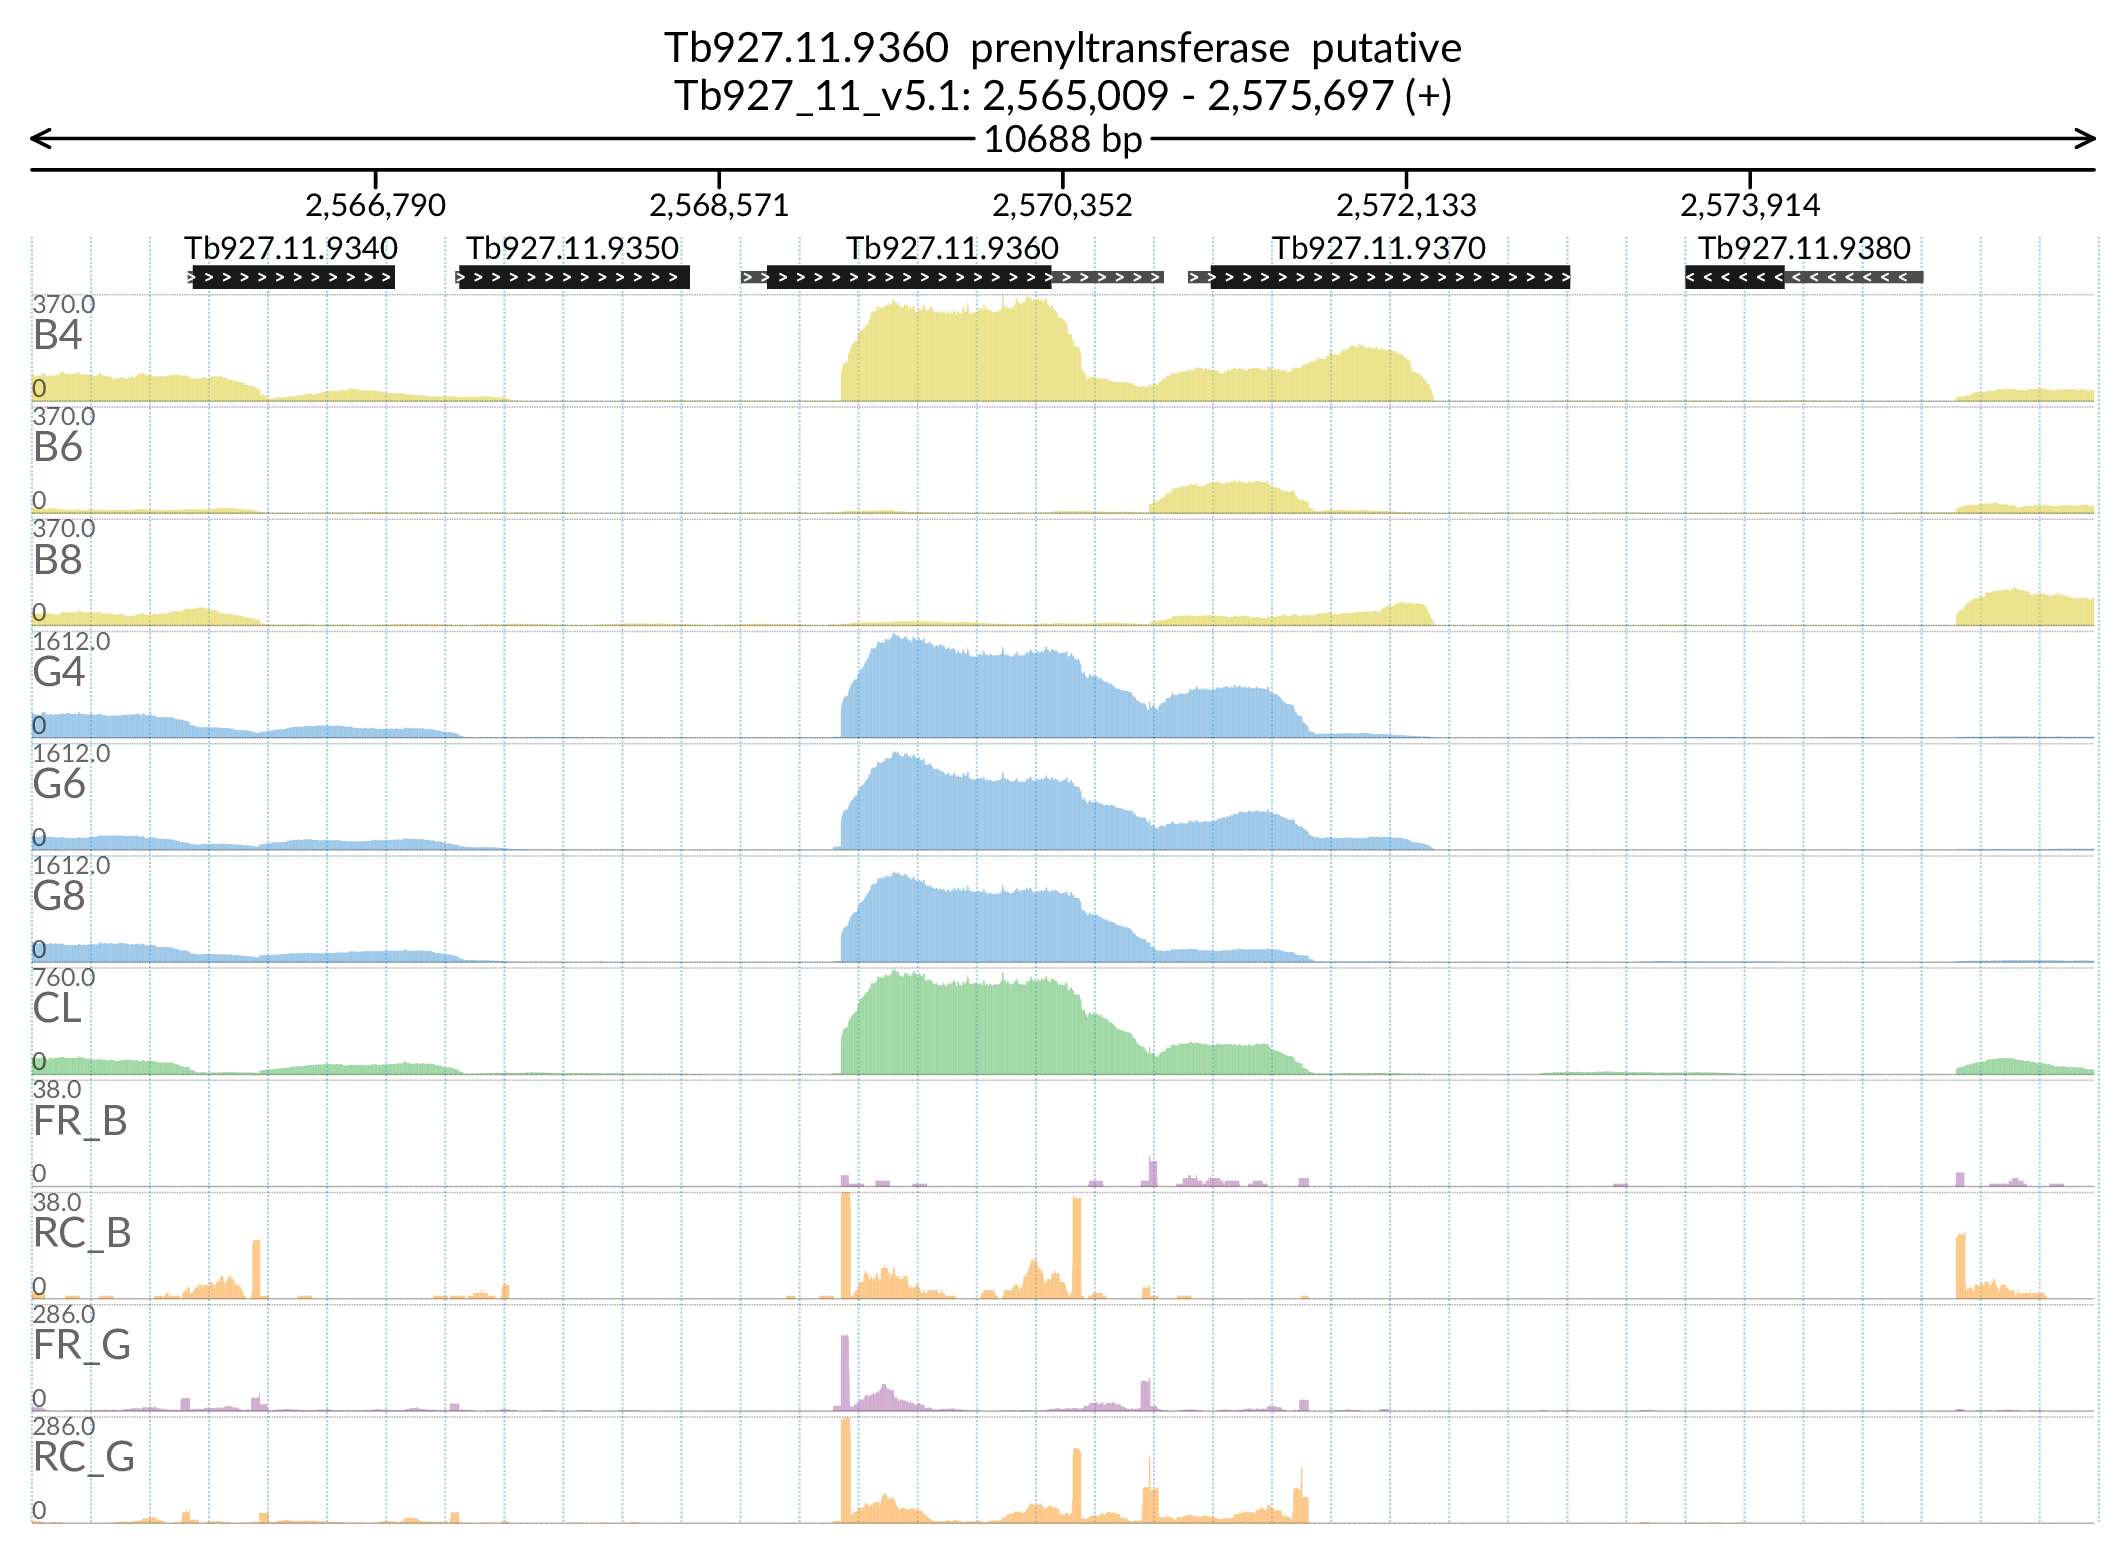 Tb927.11.9360 prenyltransferase putative
Tb927_11_v5.1: 2,565,009 - 2,575,697 (+)
10688 bp
2,566,790 2,568,571 2,570,352 2,572,133 2,573,914
Tb927.11.9340 Tb927.11.9350 Tb927.11.9360 Tb927.11.9370 Tb927.11.9380
370.0
B4
0
370.0
B6
0
370.0
B8
0
1612.0
G4
0
1612.0
G6
0
1612.0
G8
0
760.0
CL
0
38.0
FR_B
0
38.0
RC_B
0
286.0
FR_G
0
286.0
RC_G
0